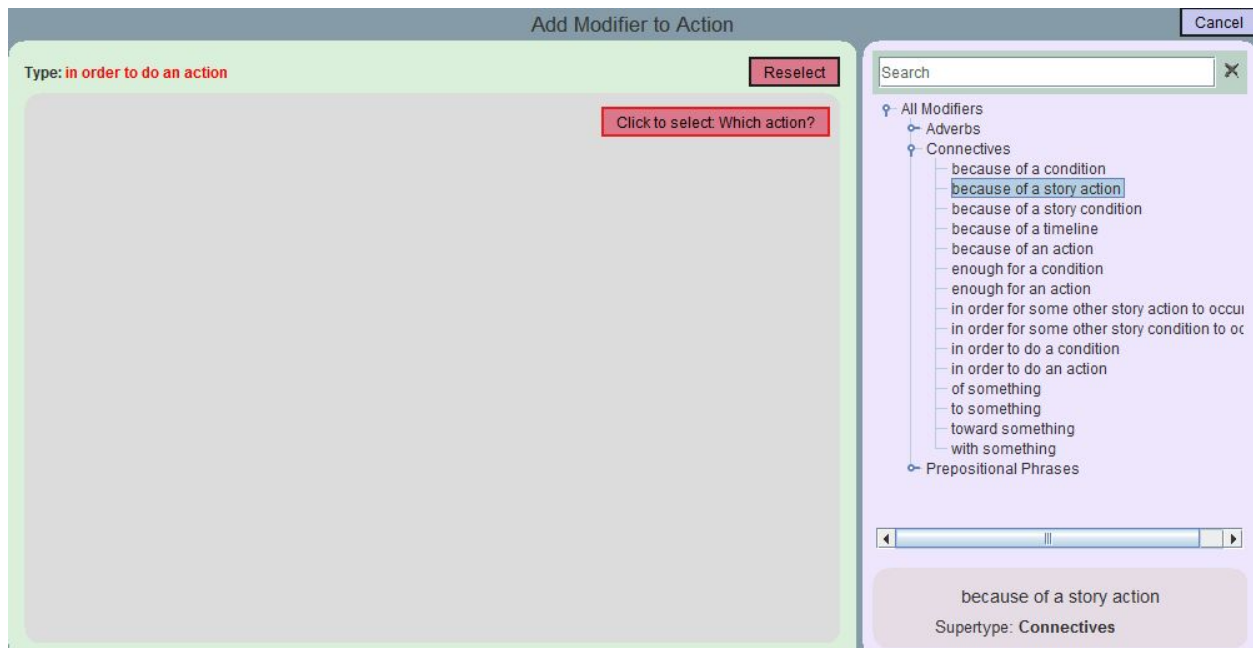 Add Modifier to Action
Cancel
Type: in order to do an action
Reselect
Click to select: Which action?
Search
All Modifiers
Adverbs
Connectives
because of a condition
because of a story action
because of a story condition
because of a timeline
because of an action
enough for a condition
enough for an action
in order for some other story action to occur
in order for some other story condition to oc
in order to do a condition
in order to do an action
of something
to something
toward something
with something
Prepositional Phrases
because of a story action
Supertype: Connectives